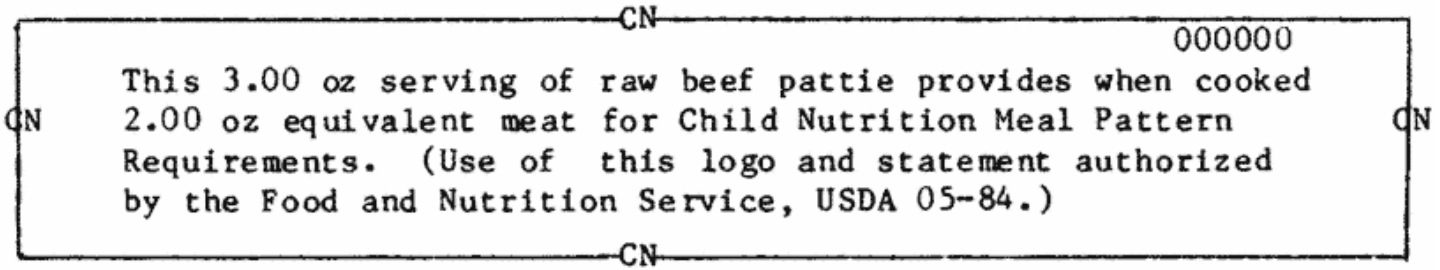 CN
000000
This 3.00 oz serving of raw beef pattie provides when cooked
CN 2.00 oz equivalent meat for Child Nutrition Meal Pattern CN
Requirements. (Use of this logo and statement authorized
by the Food and Nutrition Service, USDA 05-84.)
CN